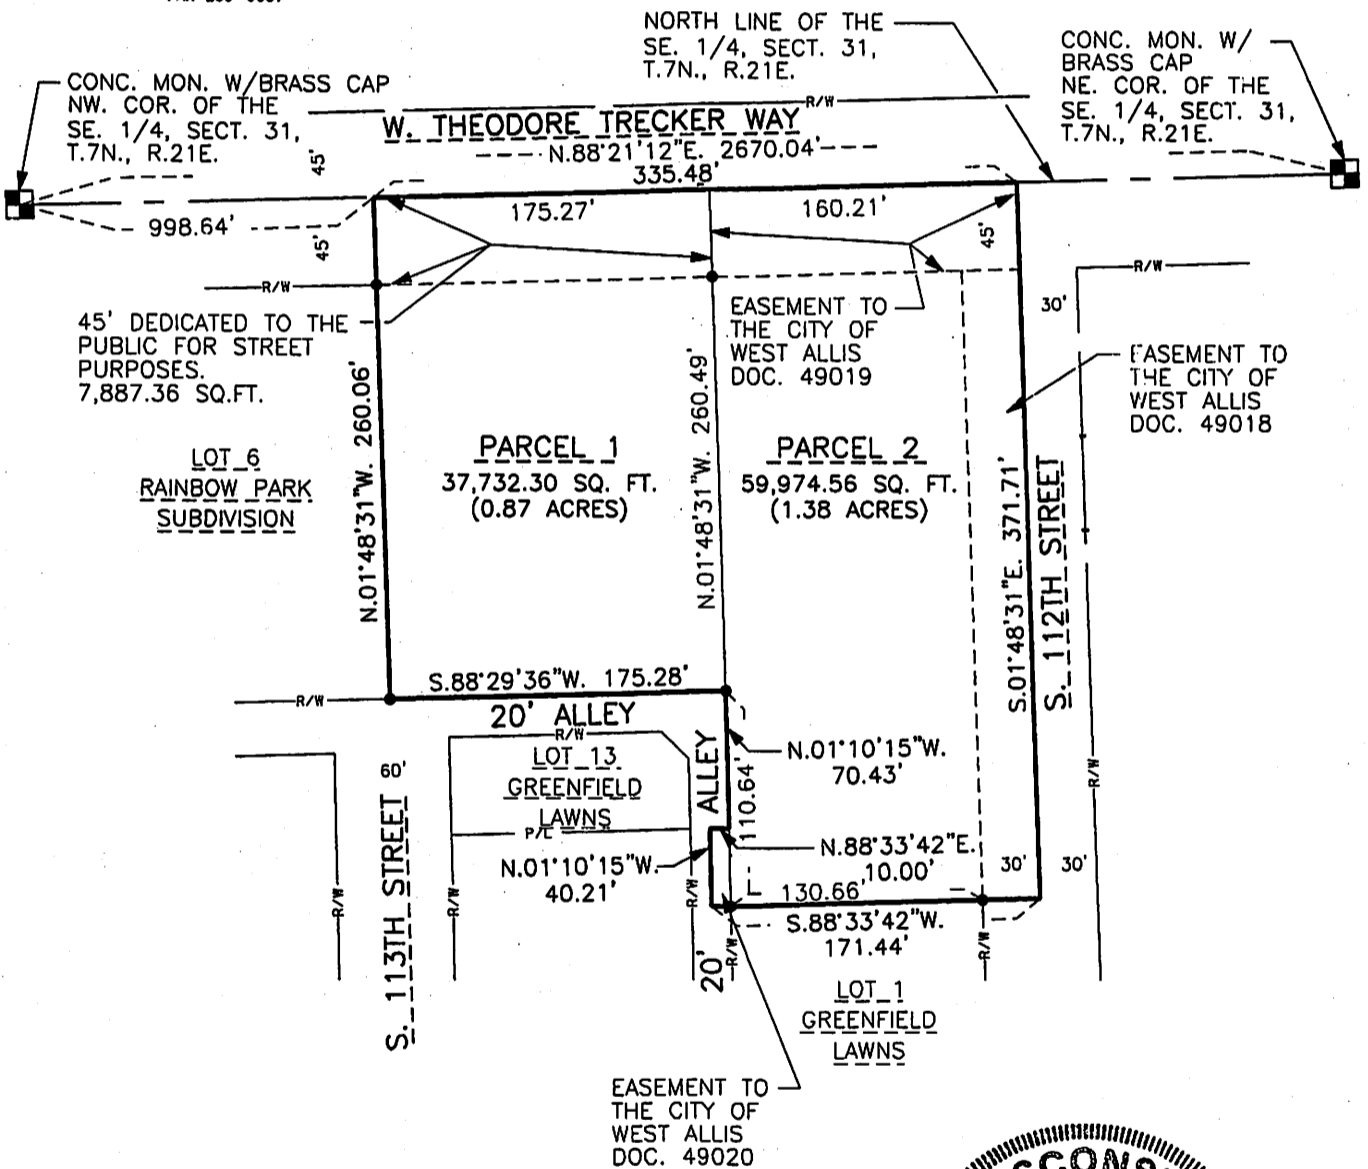 NORTH LINE OF THE
SE. 1/4, SECT. 31,
T.7N., R.21E.
CONC. MON. W/
BRASS CAP
NE. COR. OF THE
SE. 1/4, SECT. 31,
T.7N., R.21E.
CONC. MON. W/BRASS CAP
NW. COR. OF THE
SE. 1/4, SECT. 31,
T.7N., R.21E.
R/W
W. THEODORE TRECKER WAY
N.88°21'12"E. 2670.04'
335.48'
45'
998.64'
175.27'
160.21'
45'
45'
R/W
R/W
45' DEDICATED TO THE
PUBLIC FOR STREET
PURPOSES.
7,887.36 SQ.FT.
EASEMENT TO
THE CITY OF
WEST ALLIS
DOC. 49019
30'
EASEMENT TO
THE CITY OF
WEST ALLIS
DOC. 49018
LOT 6
RAINBOW PARK
SUBDIVISION
N.01°48'31"W. 260.06'
PARCEL 1
37,732.30 SQ. FT.
(0.87 ACRES)
N.01°48'31"W. 260.49'
PARCEL 2
59,974.56 SQ. FT.
(1.38 ACRES)
S.01°48'31"E. 371.71'
S. 112TH STREET
R/W
S.88°29'36"W. 175.28'
R/W
20' ALLEY
R/W
LOT 13
GREENFIELD
LAWNS
P/L
ALLEY
110.64'
N.01°10'15"W.
70.43'
60'
S. 113TH STREET
R/W
R/W
N.01°10'15"W.
40.21'
R/W
N.88°33'42"E.
10.00'
30'
30'
130.66'
S.88°33'42"W.
171.44'
20'
R/W
R/W
LOT 1
GREENFIELD
LAWNS
EASEMENT TO
THE CITY OF
WEST ALLIS
DOC. 49020